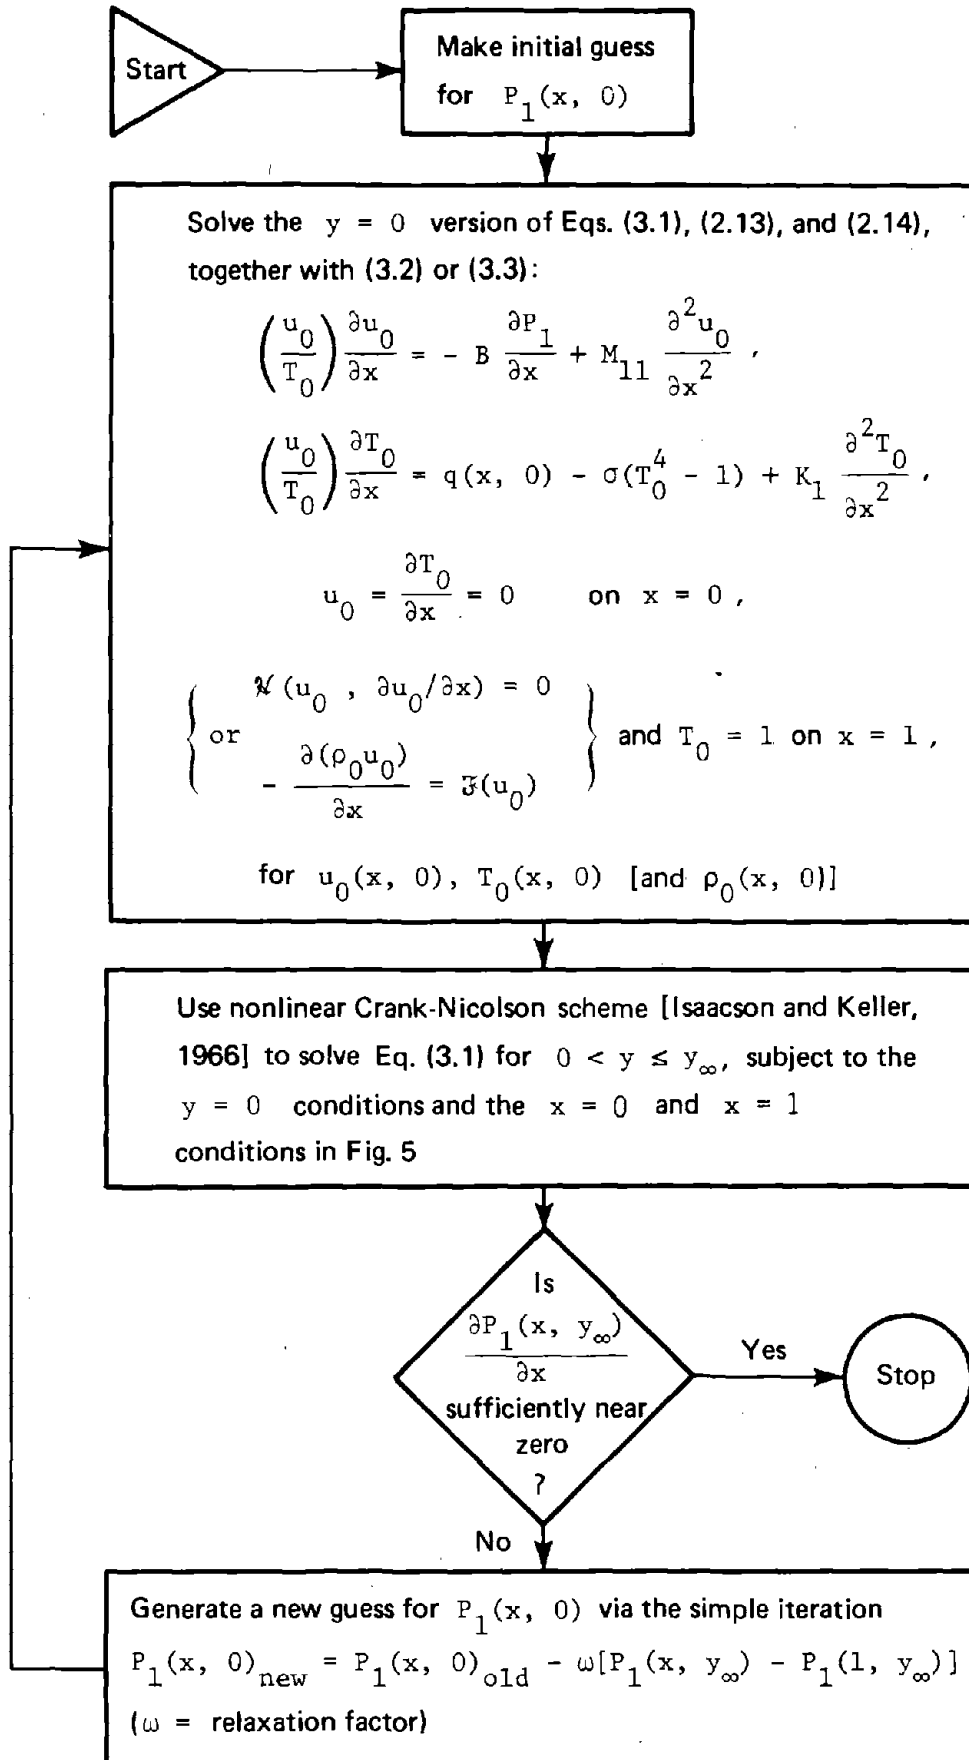 Start
Make initial guess
for P₁(x, 0)
Solve the y = 0 version of Eqs. (3.1), (2.13), and (2.14),
together with (3.2) or (3.3):
(u₀/T₀) ∂u₀/∂x = − B ∂P₁/∂x + M₁₁ ∂²u₀/∂x² ,
(u₀/T₀) ∂T₀/∂x = q(x, 0) − σ(T₀⁴ − 1) + K₁ ∂²T₀/∂x² .
u₀ = ∂T₀/∂x = 0 on x = 0 ,
{ 𝓗(u₀ , ∂u₀/∂x) = 0
or
− ∂(ρ₀u₀)/∂x = 𝓕(u₀) } and T₀ = 1 on x = 1 ,
for u₀(x, 0), T₀(x, 0) [and ρ₀(x, 0)]
Use nonlinear Crank-Nicolson scheme [Isaacson and Keller,
1966] to solve Eq. (3.1) for 0 < y ≤ y∞, subject to the
y = 0 conditions and the x = 0 and x = 1
conditions in Fig. 5
Is
∂P₁(x, y∞)/∂x
sufficiently near
zero
?
Yes
Stop
No
Generate a new guess for P₁(x, 0) via the simple iteration
P₁(x, 0)new = P₁(x, 0)old − ω[P₁(x, y∞) − P₁(1, y∞)]
(ω = relaxation factor)